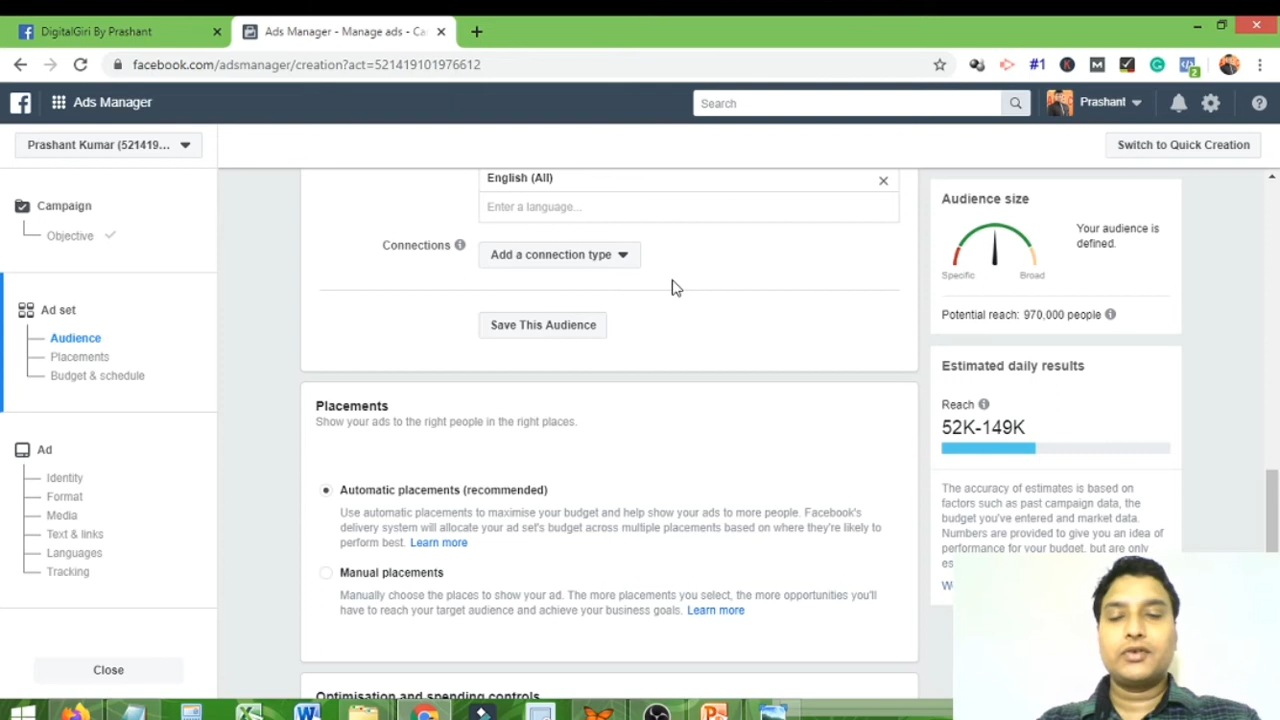 DigitalGiri By Prashant
Ads Manager - Manage ads - Ca
facebook.com/adsmanager/creation?act=521419101976612
#1
2
Ads Manager
Search
Prashant
Prashant Kumar (521419...
Switch to Quick Creation
Campaign
Objective
Ad set
Audience
Placements
Budget & schedule
Ad
Identity
Format
Media
Text & links
Languages
Tracking
Close
English (All)
Enter a language...
Connections
Add a connection type
Save This Audience
Placements
Show your ads to the right people in the right places.
Automatic placements (recommended)
Use automatic placements to maximise your budget and help show your ads to more people. Facebook's
delivery system will allocate your ad set's budget across multiple placements based on where they're likely to
perform best. Learn more
Manual placements
Manually choose the places to show your ad. The more placements you select, the more opportunities you'll
have to reach your target audience and achieve your business goals. Learn more
Optimisation and spending controls
Audience size
Your audience is
defined.
Specific
Broad
Potential reach: 970,000 people
Estimated daily results
Reach
52K-149K
The accuracy of estimates is based on
factors such as past campaign data, the
budget you've entered and market data.
Numbers are provided to give you an idea of
performance for your budget, but are only